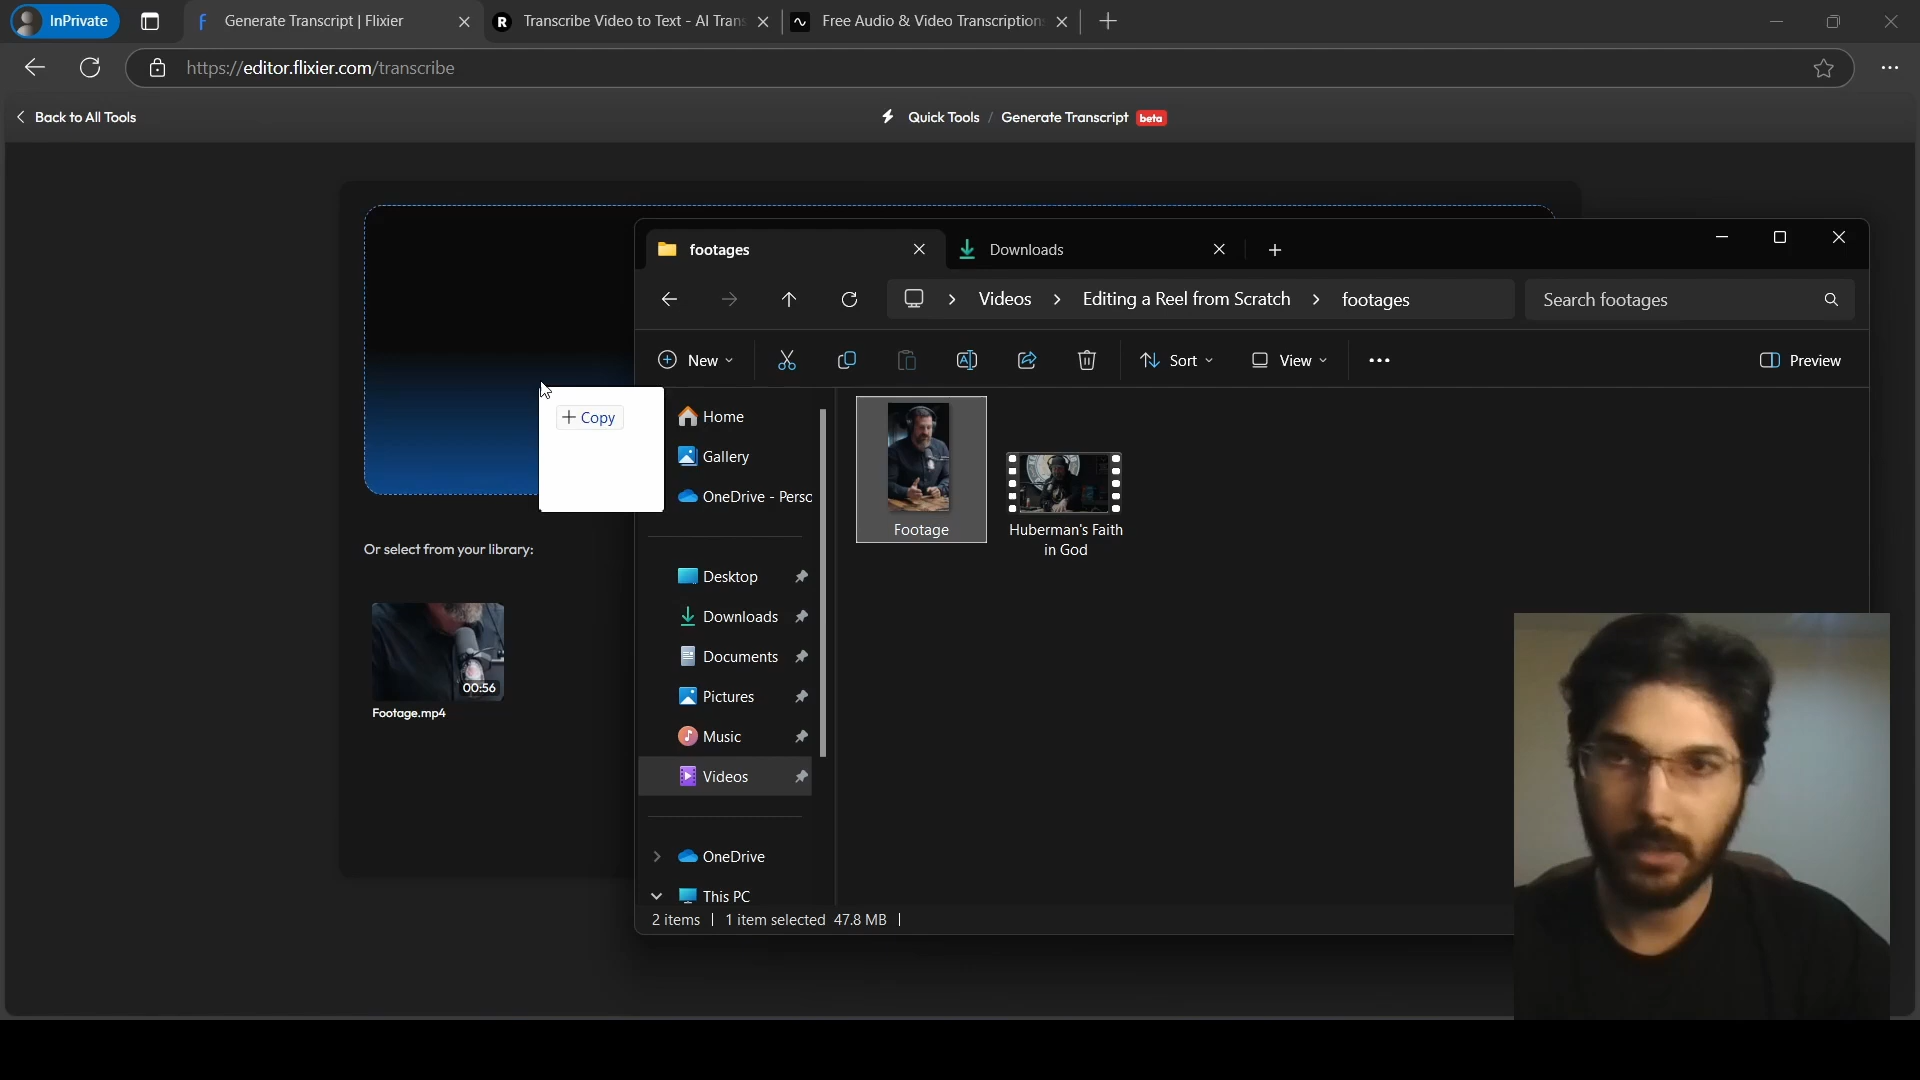 InPrivate
Generate Transcript | Flixier
Transcribe Video to Text - AI Tran
Free Audio & Video Transcription
https://editor.flixier.com/transcribe
Back to All Tools
Quick Tools / Generate Transcript beta
footages
Downloads
Videos > Editing a Reel from Scratch > footages
Search footages
New
Sort
View
Preview
Copy
Home
Gallery
OneDrive - Perso
Desktop
Downloads
Documents
Pictures
Music
Videos
OneDrive
This PC
Footage
Huberman's Faith
in God
Or select from your library:
00:56
Footage.mp4
2 items | 1 item selected 47.8 MB |